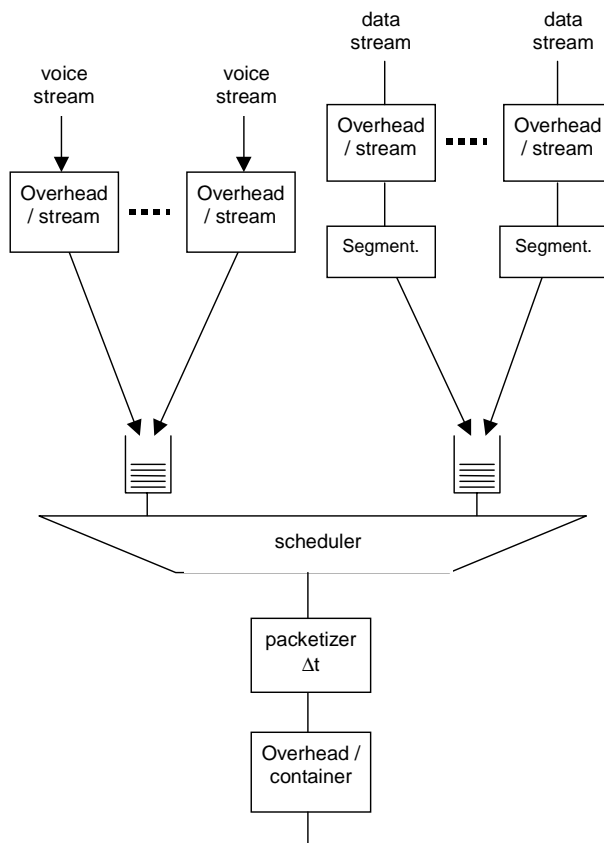 data
stream
data
stream
voice
stream
voice
stream
Overhead
/ stream
Overhead
/ stream
Overhead
/ stream
Overhead
/ stream
Segment.
Segment.
scheduler
packetizer
Δt
Overhead /
container